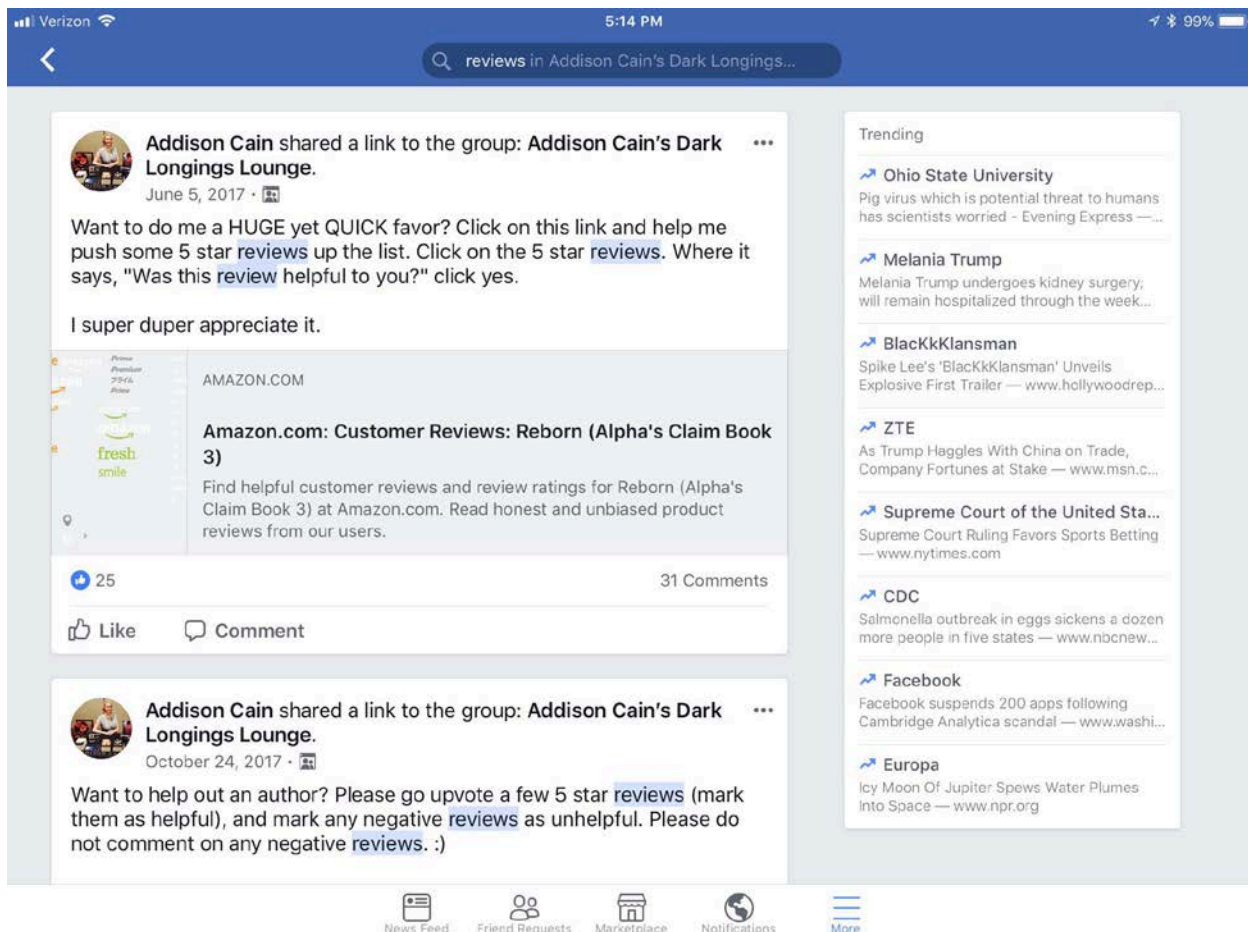 Verizon
5:14 PM
99%
reviews in Addison Cain's Dark Longings...
Addison Cain shared a link to the group: Addison Cain's Dark
Longings Lounge.
June 5, 2017 ·
Want to do me a HUGE yet QUICK favor? Click on this link and help me
push some 5 star reviews up the list. Click on the 5 star reviews. Where it
says, "Was this review helpful to you?" click yes.
I super duper appreciate it.
Prime
Premium
プライム
Prime
fresh
smile
AMAZON.COM
Amazon.com: Customer Reviews: Reborn (Alpha's Claim Book
3)
Find helpful customer reviews and review ratings for Reborn (Alpha's
Claim Book 3) at Amazon.com. Read honest and unbiased product
reviews from our users.
25
31 Comments
Like
Comment
Addison Cain shared a link to the group: Addison Cain's Dark
Longings Lounge.
October 24, 2017 ·
Want to help out an author? Please go upvote a few 5 star reviews (mark
them as helpful), and mark any negative reviews as unhelpful. Please do
not comment on any negative reviews. :)
Trending
Ohio State University
Pig virus which is potential threat to humans
has scientists worried - Evening Express —...
Melania Trump
Melania Trump undergoes kidney surgery,
will remain hospitalized through the week...
BlacKkKlansman
Spike Lee's 'BlacKkKlansman' Unveils
Explosive First Trailer — www.hollywoodrep...
ZTE
As Trump Haggles With China on Trade,
Company Fortunes at Stake — www.msn.c...
Supreme Court of the United Sta...
Supreme Court Ruling Favors Sports Betting
— www.nytimes.com
CDC
Salmonella outbreak in eggs sickens a dozen
more people in five states — www.nbcnew...
Facebook
Facebook suspends 200 apps following
Cambridge Analytica scandal — www.washi...
Europa
Icy Moon Of Jupiter Spews Water Plumes
Into Space — www.npr.org
News Feed
Friend Requests
Marketplace
Notifications
More